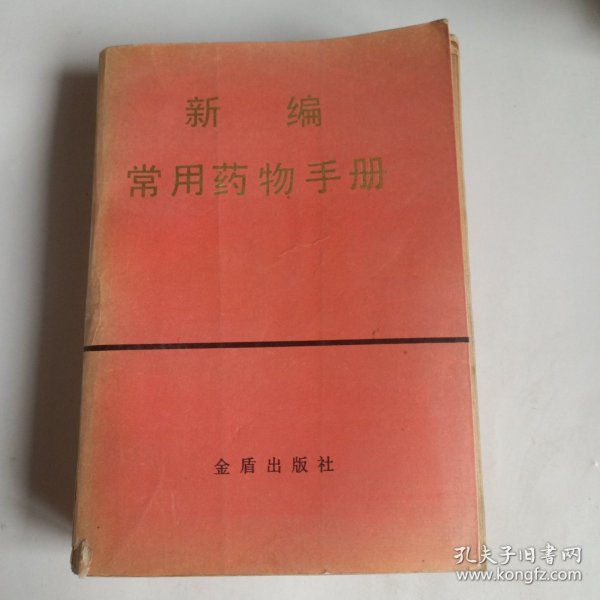 新 编
常用药物手册
金盾出版社
孔夫子旧书网
www.kongfz.com